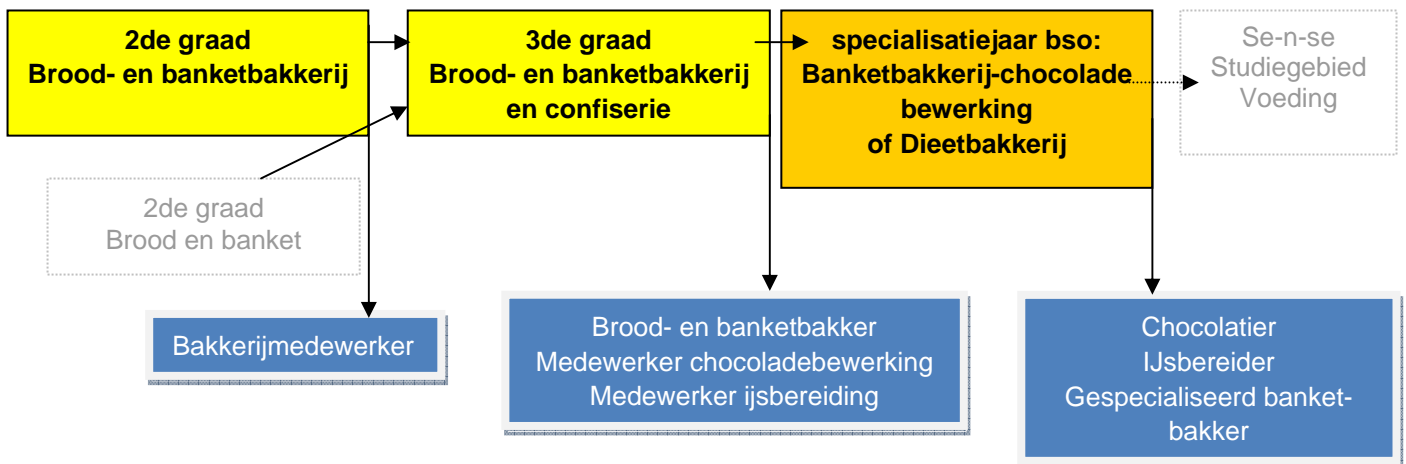 2de graad
Brood- en banketbakkerij
3de graad
Brood- en banketbakkerij
en confiserie
specialisatiejaar bso:
Banketbakkerij-chocolade
bewerking
of Dieetbakkerij
Se-n-se
Studiegebied
Voeding
2de graad
Brood en banket
Bakkerijmedewerker
Brood- en banketbakker
Medewerker chocoladebewerking
Medewerker ijsbereiding
Chocolatier
IJsbereider
Gespecialiseerd banket-
bakker